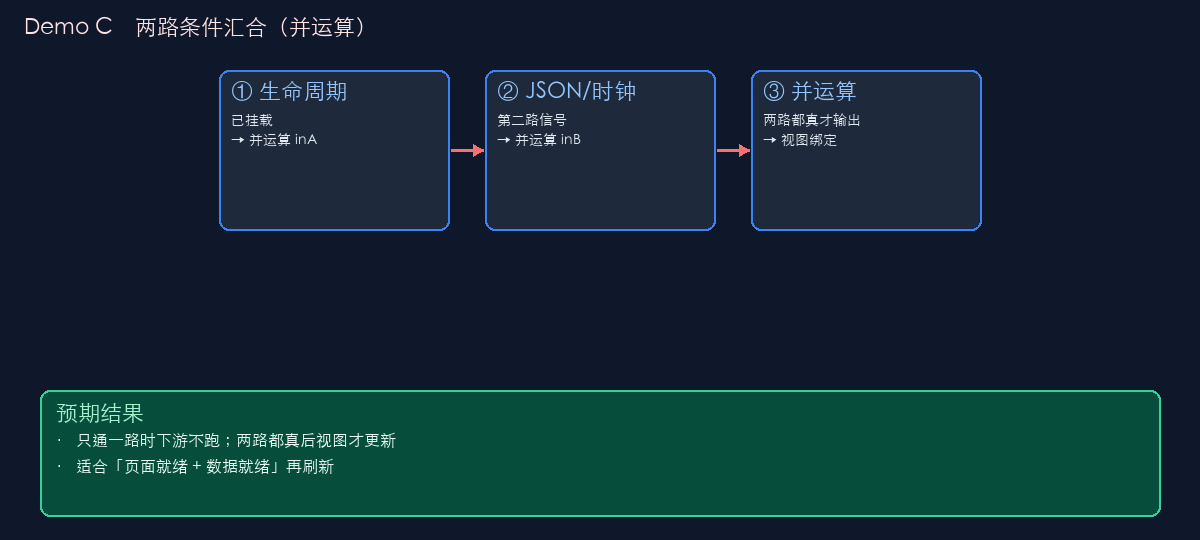 Demo C 两路条件汇合（并运算）
① 生命周期
已挂载
→ 并运算 inA
② JSON/时钟
第二路信号
→ 并运算 inB
③ 并运算
两路都真才输出
→ 视图绑定
预期结果
· 只通一路时下游不跑；两路都真后视图才更新
· 适合「页面就绪 + 数据就绪」再刷新